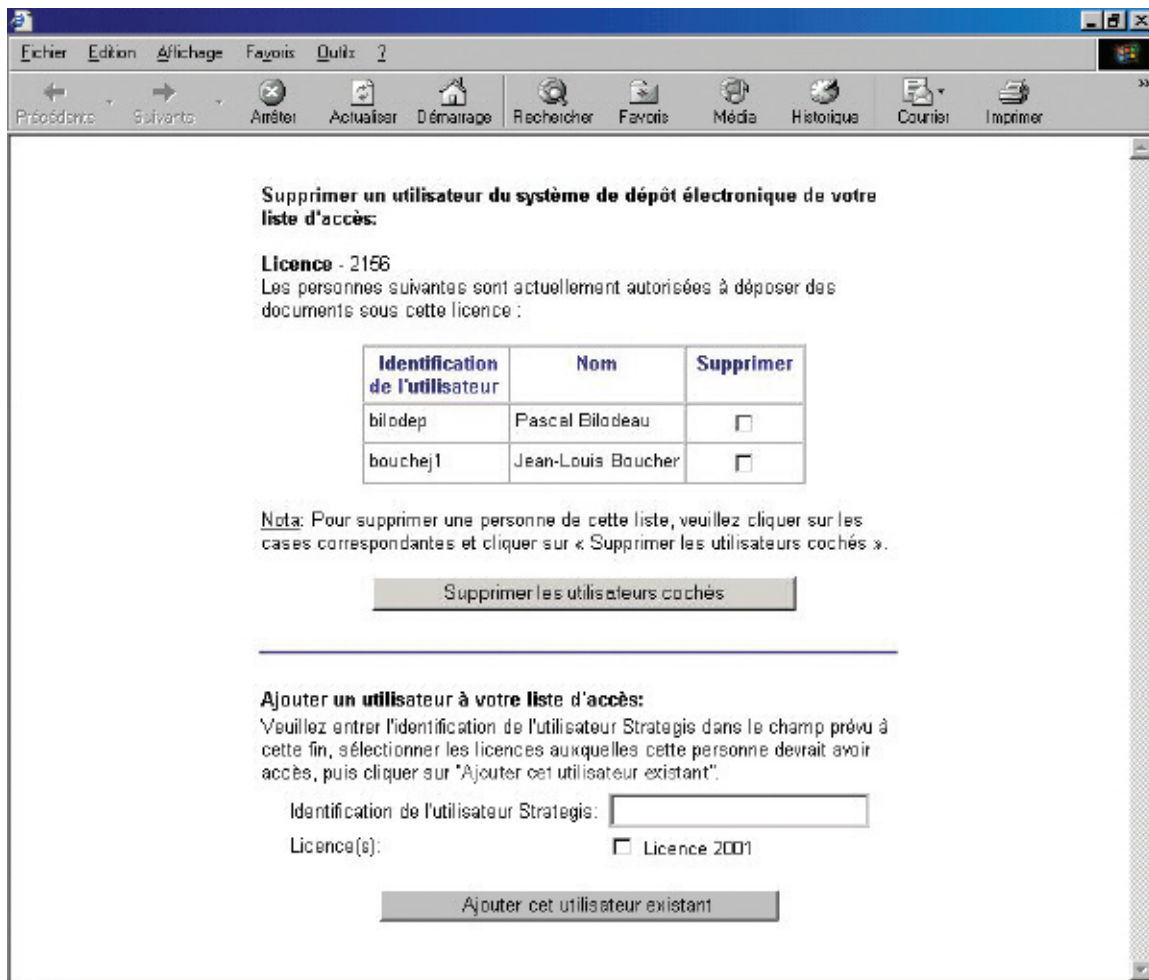 Fichier Edition Affichage Favoris Outils ?
Précédente Suivante Arrêter Actualiser Démarrage Rechercher Favoris Média Historique Courrier Imprimer »
Supprimer un utilisateur du système de dépôt électronique de votre
liste d'accès:
Licence - 2156
Les personnes suivantes sont actuellement autorisées à déposer des
documents sous cette licence :
Identification
de l'utilisateur Nom Supprimer
bilodep Pascal Bilodeau
bouchej1 Jean-Louis Boucher
Nota: Pour supprimer une personne de cette liste, veuillez cliquer sur les
cases correspondantes et cliquer sur « Supprimer les utilisateurs cochés ».
Supprimer les utilisateurs cochés
Ajouter un utilisateur à votre liste d'accès:
Veuillez entrer l'identification de l'utilisateur Strategis dans le champ prévu à
cette fin, sélectionner les licences auxquelles cette personne devrait avoir
accès, puis cliquer sur "Ajouter cet utilisateur existant".
Identification de l'utilisateur Strategis:
Licence(s): Licence 2001
Ajouter cet utilisateur existant